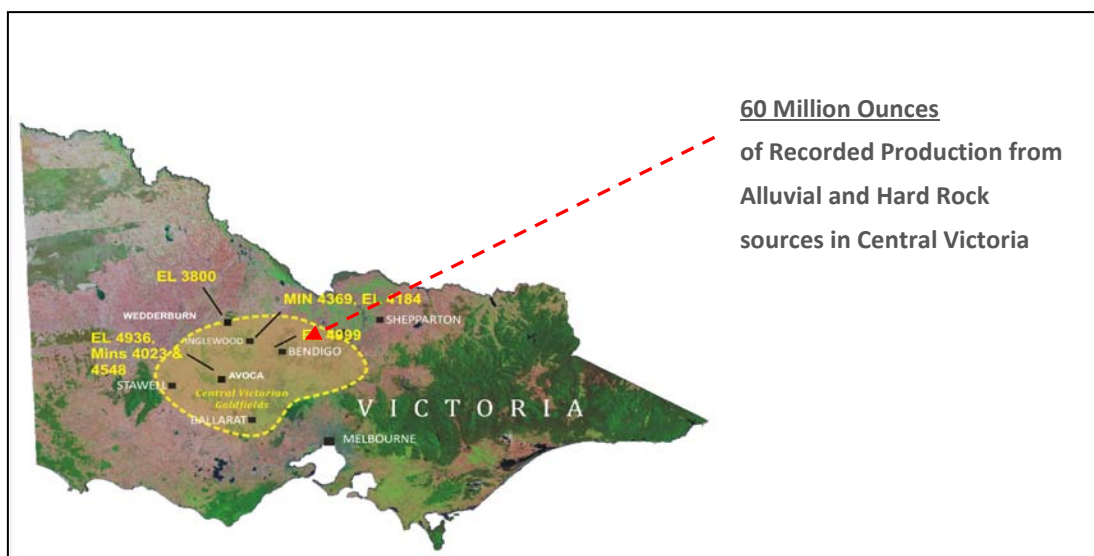 60 Million Ounces
of Recorded Production from
Alluvial and Hard Rock
sources in Central Victoria
EL 3800
MIN 4369, EL 4184
WEDDERBURN
SHEPPARTON
EL 4999
INGLEWOOD
BENDIGO
EL 4936,
Mins 4023 &
4548
AVOCA
STAWELL
Central Victorian
Goldfields
VICTORIA
BALLARAT
MELBOURNE